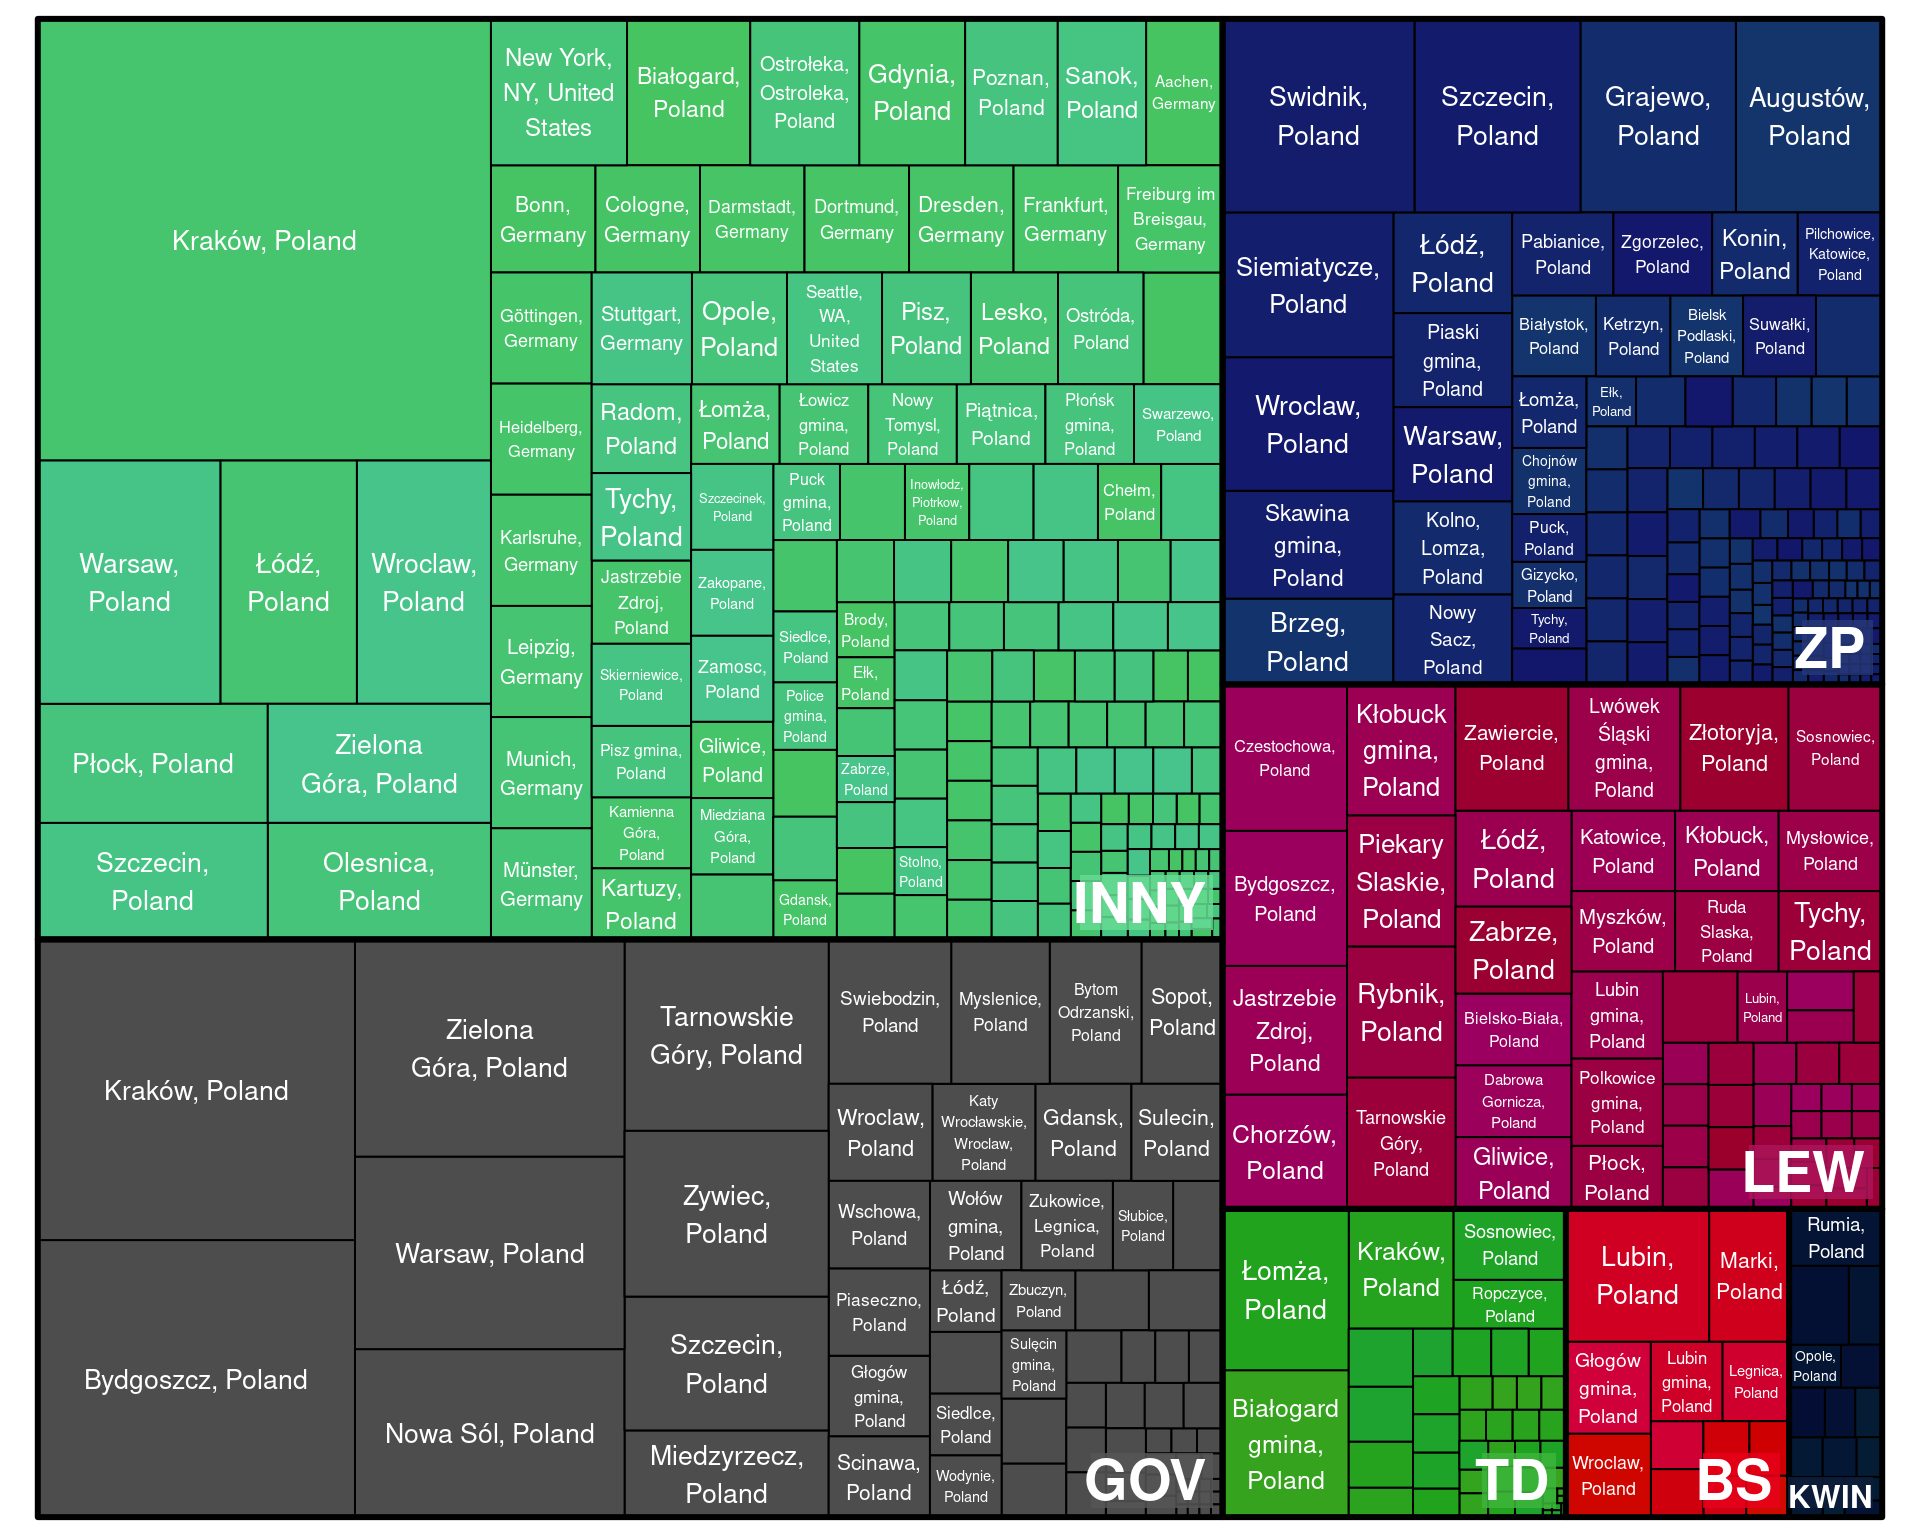 Kraków, Poland
New York,
NY, United
States
Białogard,
Poland
Ostrołeka,
Ostroleka,
Poland
Gdynia,
Poland
Poznan,
Poland
Sanok,
Poland
Aachen,
Germany
Bonn,
Germany
Cologne,
Germany
Darmstadt,
Germany
Dortmund,
Germany
Dresden,
Germany
Frankfurt,
Germany
Freiburg im
Breisgau,
Germany
Göttingen,
Germany
Stuttgart,
Germany
Opole,
Poland
Seattle,
WA,
United
States
Pisz,
Poland
Lesko,
Poland
Ostróda,
Poland
Heidelberg,
Germany
Radom,
Poland
Łomża,
Poland
Łowicz
gmina,
Poland
Nowy
Tomysl,
Poland
Piątnica,
Poland
Płońsk
gmina,
Poland
Swarzewo,
Poland
Warsaw,
Poland
Łódź,
Poland
Wroclaw,
Poland
Karlsruhe,
Germany
Tychy,
Poland
Szczecinek,
Poland
Puck
gmina,
Poland
Inowłodz,
Piotrkow,
Poland
Chełm,
Poland
Jastrzebie
Zdroj,
Poland
Zakopane,
Poland
Leipzig,
Germany
Skierniewice,
Poland
Zamosc,
Poland
Siedlce,
Poland
Brody,
Poland
Ełk,
Poland
Police
gmina,
Poland
Płock, Poland
Zielona
Góra, Poland
Munich,
Germany
Pisz gmina,
Poland
Gliwice,
Poland
Zabrze,
Poland
Kamienna
Góra,
Poland
Miedziana
Góra,
Poland
Szczecin,
Poland
Olesnica,
Poland
Münster,
Germany
Kartuzy,
Poland
Gdansk,
Poland
Stolno,
Poland
INNY
Swidnik,
Poland
Szczecin,
Poland
Grajewo,
Poland
Augustów,
Poland
Siemiatycze,
Poland
Łódź,
Poland
Pabianice,
Poland
Zgorzelec,
Poland
Konin,
Poland
Pilchowice,
Katowice,
Poland
Piaski
gmina,
Poland
Białystok,
Poland
Ketrzyn,
Poland
Bielsk
Podlaski,
Poland
Suwałki,
Poland
Wroclaw,
Poland
Warsaw,
Poland
Łomża,
Poland
Ełk,
Poland
Chojnów
gmina,
Poland
Skawina
gmina,
Poland
Kolno,
Lomza,
Poland
Puck,
Poland
Gizycko,
Poland
Brzeg,
Poland
Nowy
Sacz,
Poland
Tychy,
Poland
ZP
Czestochowa,
Poland
Kłobuck
gmina,
Poland
Zawiercie,
Poland
Lwówek
Śląski
gmina,
Poland
Złotoryja,
Poland
Sosnowiec,
Poland
Bydgoszcz,
Poland
Piekary
Slaskie,
Poland
Łódź,
Poland
Katowice,
Poland
Kłobuck,
Poland
Mysłowice,
Poland
Zabrze,
Poland
Myszków,
Poland
Ruda
Slaska,
Poland
Tychy,
Poland
Jastrzebie
Zdroj,
Poland
Rybnik,
Poland
Bielsko-Biała,
Poland
Lubin
gmina,
Poland
Lubin,
Poland
Chorzów,
Poland
Tarnowskie
Góry,
Poland
Dabrowa
Gornicza,
Poland
Polkowice
gmina,
Poland
Gliwice,
Poland
Płock,
Poland
LEW
Kraków, Poland
Zielona
Góra, Poland
Tarnowskie
Góry, Poland
Swiebodzin,
Poland
Myslenice,
Poland
Bytom
Odrzanski,
Poland
Sopot,
Poland
Wroclaw,
Poland
Katy
Wrocławskie,
Wroclaw,
Poland
Gdansk,
Poland
Sulecin,
Poland
Warsaw, Poland
Zywiec,
Poland
Wschowa,
Poland
Wołów
gmina,
Poland
Zukowice,
Legnica,
Poland
Słubice,
Poland
Bydgoszcz, Poland
Szczecin,
Poland
Piaseczno,
Poland
Łódź,
Poland
Zbuczyn,
Poland
Głogów
gmina,
Poland
Sulęcin
gmina,
Poland
Nowa Sól, Poland
Miedzyrzecz,
Poland
Siedlce,
Poland
Scinawa,
Poland
Wodynie,
Poland
GOV
Łomża,
Poland
Kraków,
Poland
Sosnowiec,
Poland
Ropczyce,
Poland
Białogard
gmina,
Poland
TD
Lubin,
Poland
Marki,
Poland
Głogów
gmina,
Poland
Lubin
gmina,
Poland
Legnica,
Poland
Wroclaw,
Poland
BS
Rumia,
Poland
Opole,
Poland
KWIN